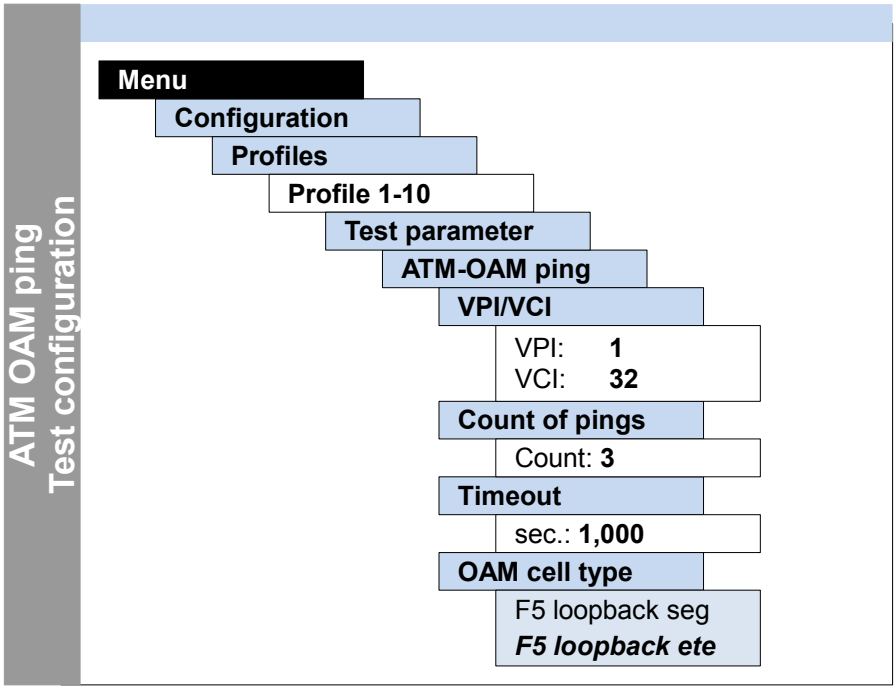 ATM OAM ping
Test configuration
Menu
Configuration
Profiles
Profile 1-10
Test parameter
ATM-OAM ping
VPI/VCI
VPI: 1
VCI: 32
Count of pings
Count: 3
Timeout
sec.: 1,000
OAM cell type
F5 loopback seg
F5 loopback ete